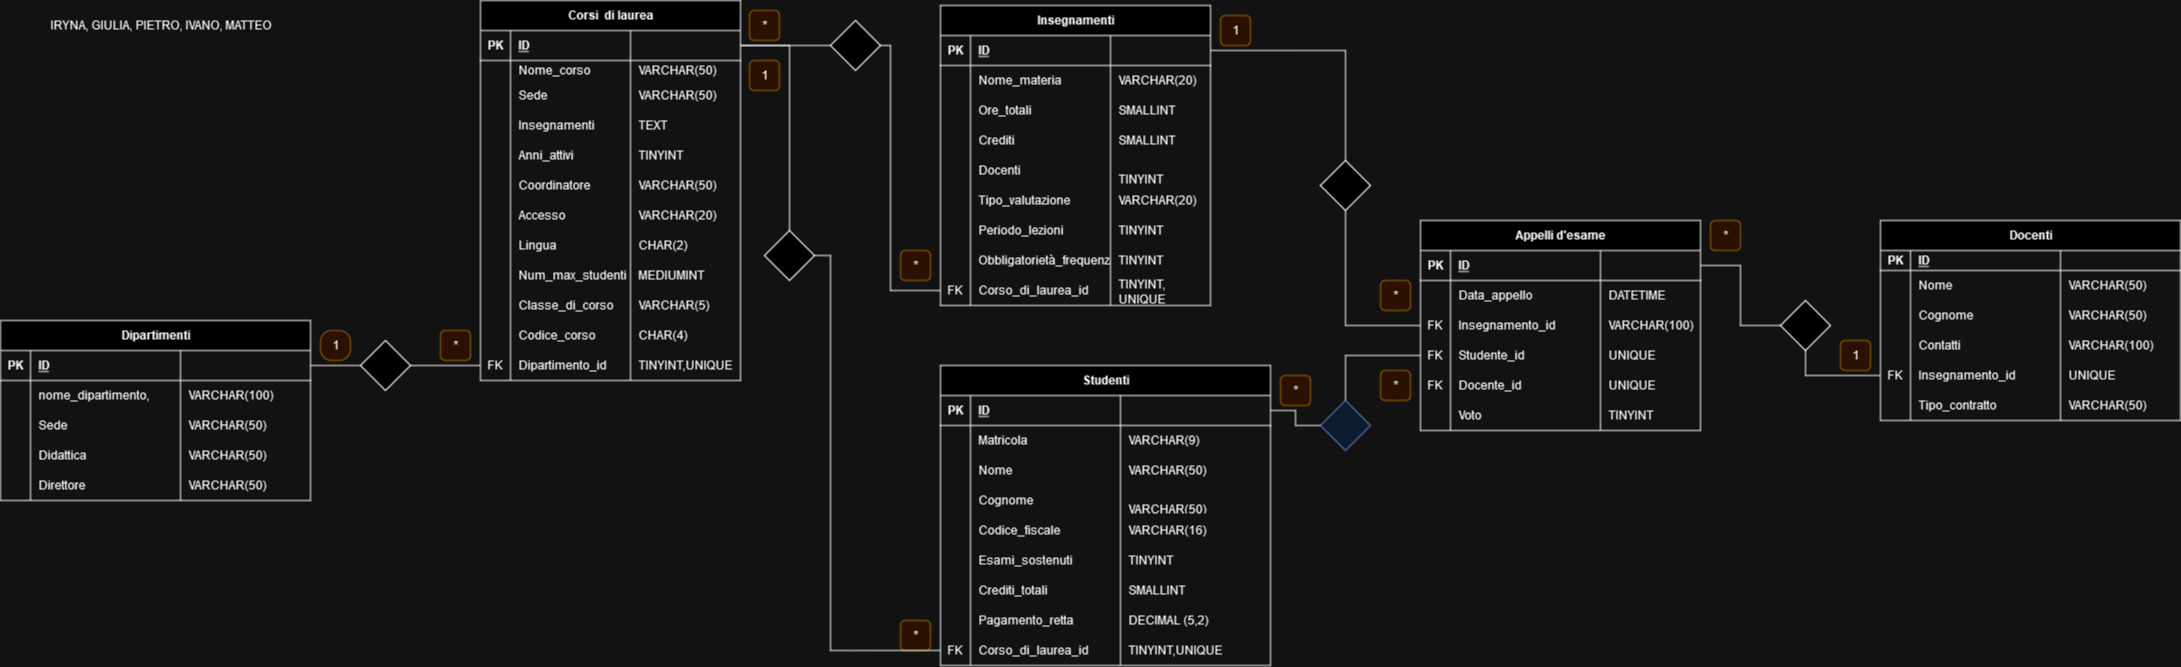 IRYNA, GIULIA, PIETRO, IVANO, MATTEO
Corsi di laurea
PK ID
Nome_corso VARCHAR(50)
Sede VARCHAR(50)
Insegnamenti TEXT
Anni_attivi TINYINT
Coordinatore VARCHAR(50)
Accesso VARCHAR(20)
Lingua CHAR(2)
Num_max_studenti MEDIUMINT
Classe_di_corso VARCHAR(5)
Codice_corso CHAR(4)
FK Dipartimento_id TINYINT,UNIQUE
*
1
Insegnamenti
PK ID
Nome_materia VARCHAR(20)
Ore_totali SMALLINT
Crediti SMALLINT
Docenti TINYINT
Tipo_valutazione VARCHAR(20)
Periodo_lezioni TINYINT
Obbligatorietà_frequenz TINYINT
FK Corso_di_laurea_id TINYINT,
UNIQUE
*
1
Dipartimenti
PK ID
nome_dipartimento, VARCHAR(100)
Sede VARCHAR(50)
Didattica VARCHAR(50)
Direttore VARCHAR(50)
1
*
Studenti
PK ID
Matricola VARCHAR(9)
Nome VARCHAR(50)
Cognome VARCHAR(50)
Codice_fiscale VARCHAR(16)
Esami_sostenuti TINYINT
Crediti_totali SMALLINT
Pagamento_retta DECIMAL (5,2)
FK Corso_di_laurea_id TINYINT,UNIQUE
*
*
Appelli d'esame
PK ID
Data_appello DATETIME
FK Insegnamento_id VARCHAR(100)
FK Studente_id UNIQUE
FK Docente_id UNIQUE
Voto TINYINT
*
*
*
1
Docenti
PK ID
Nome VARCHAR(50)
Cognome VARCHAR(50)
Contatti VARCHAR(100)
FK Insegnamento_id UNIQUE
Tipo_contratto VARCHAR(50)